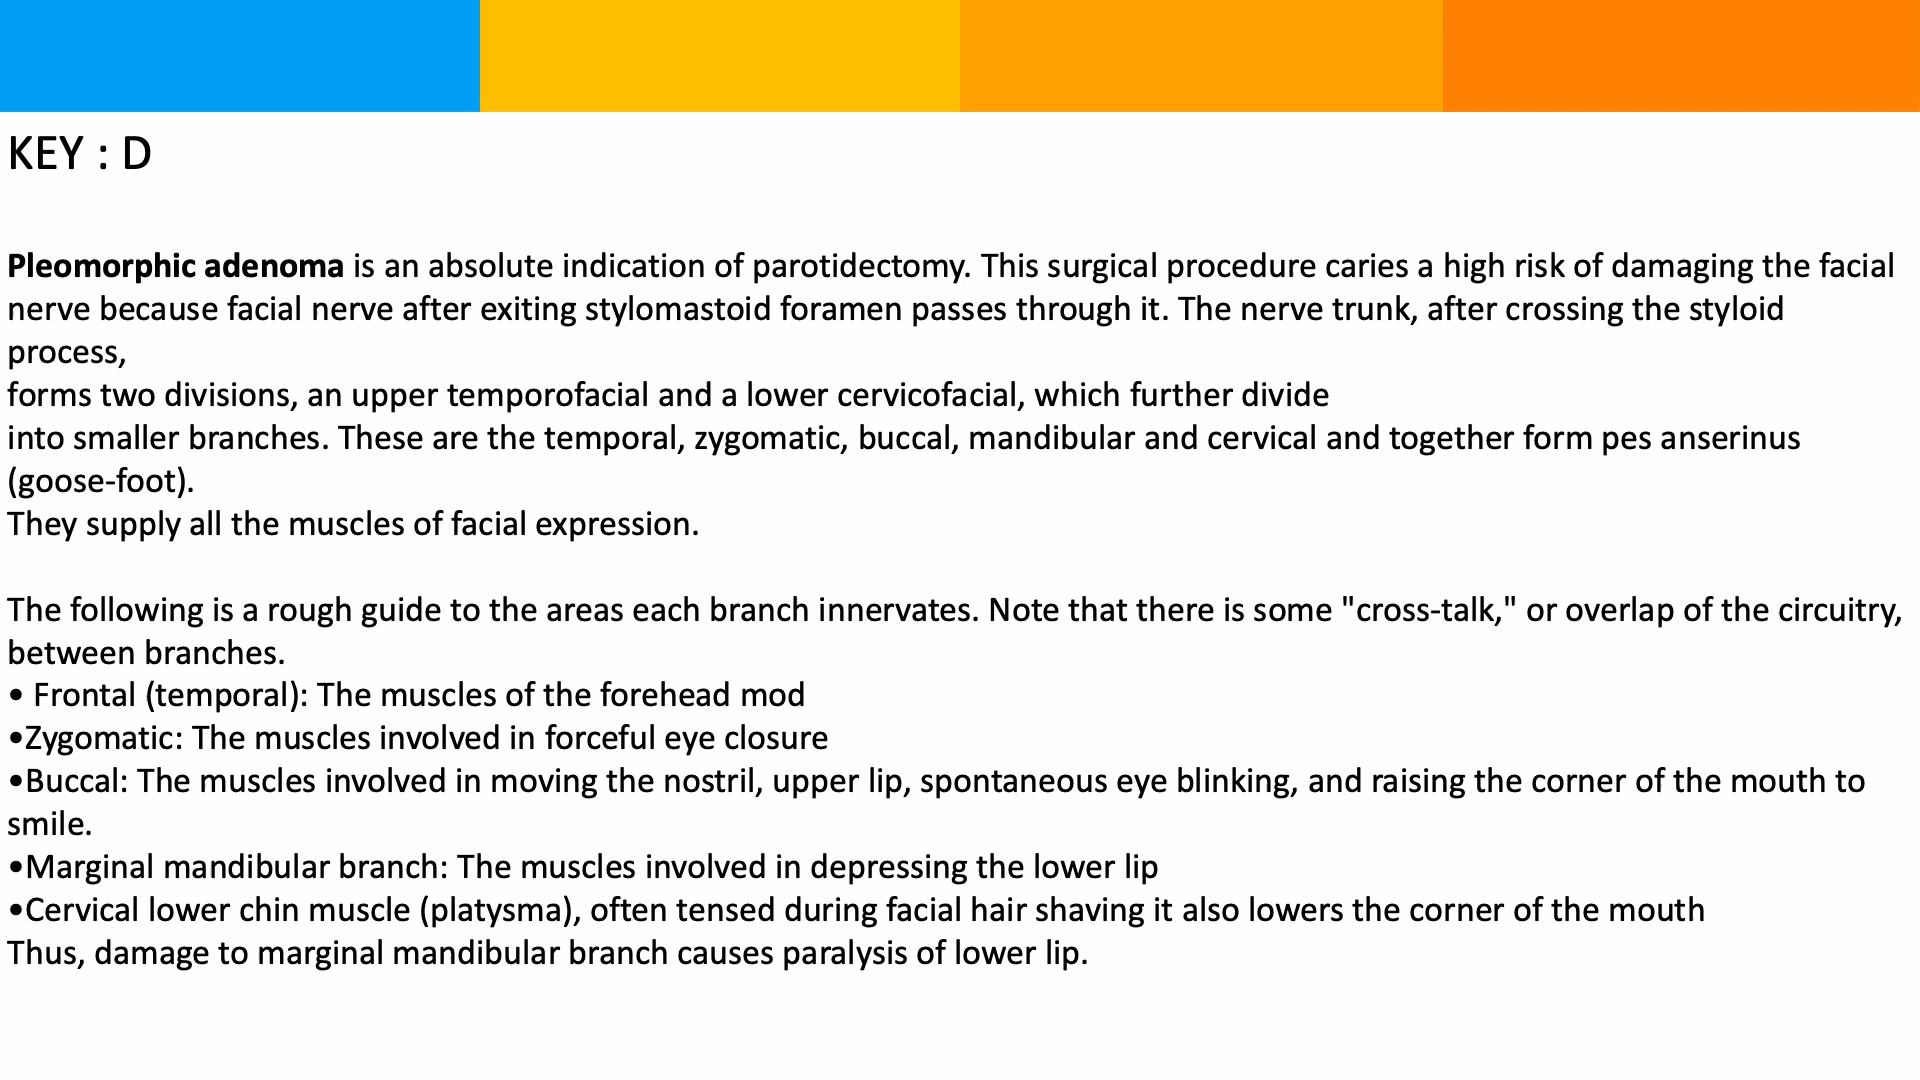 KEY : D
Pleomorphic adenoma is an absolute indication of parotidectomy. This surgical procedure caries a high risk of damaging the facial
nerve because facial nerve after exiting stylomastoid foramen passes through it. The nerve trunk, after crossing the styloid
process,
forms two divisions, an upper temporofacial and a lower cervicofacial, which further divide
into smaller branches. These are the temporal, zygomatic, buccal, mandibular and cervical and together form pes anserinus
(goose-foot).
They supply all the muscles of facial expression.
The following is a rough guide to the areas each branch innervates. Note that there is some "cross-talk," or overlap of the circuitry,
between branches.
• Frontal (temporal): The muscles of the forehead mod
•Zygomatic: The muscles involved in forceful eye closure
•Buccal: The muscles involved in moving the nostril, upper lip, spontaneous eye blinking, and raising the corner of the mouth to
smile.
•Marginal mandibular branch: The muscles involved in depressing the lower lip
•Cervical lower chin muscle (platysma), often tensed during facial hair shaving it also lowers the corner of the mouth
Thus, damage to marginal mandibular branch causes paralysis of lower lip.